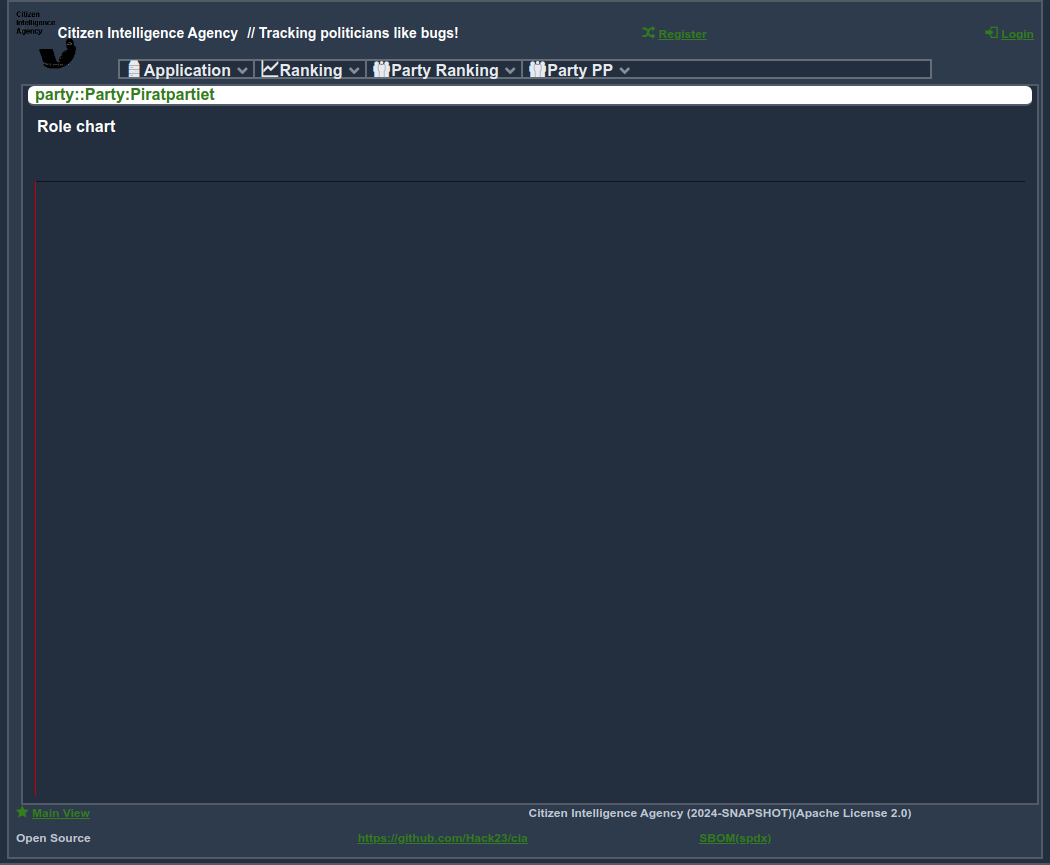 Citizen
Intelligence
Agency
Citizen Intelligence Agency // Tracking politicians like bugs!
Register
Login
Application
Ranking
Party Ranking
Party PP
party::Party:Piratpartiet
Role chart
Main View
Citizen Intelligence Agency (2024-SNAPSHOT)(Apache License 2.0)
Open Source
https://github.com/Hack23/cia
SBOM(spdx)